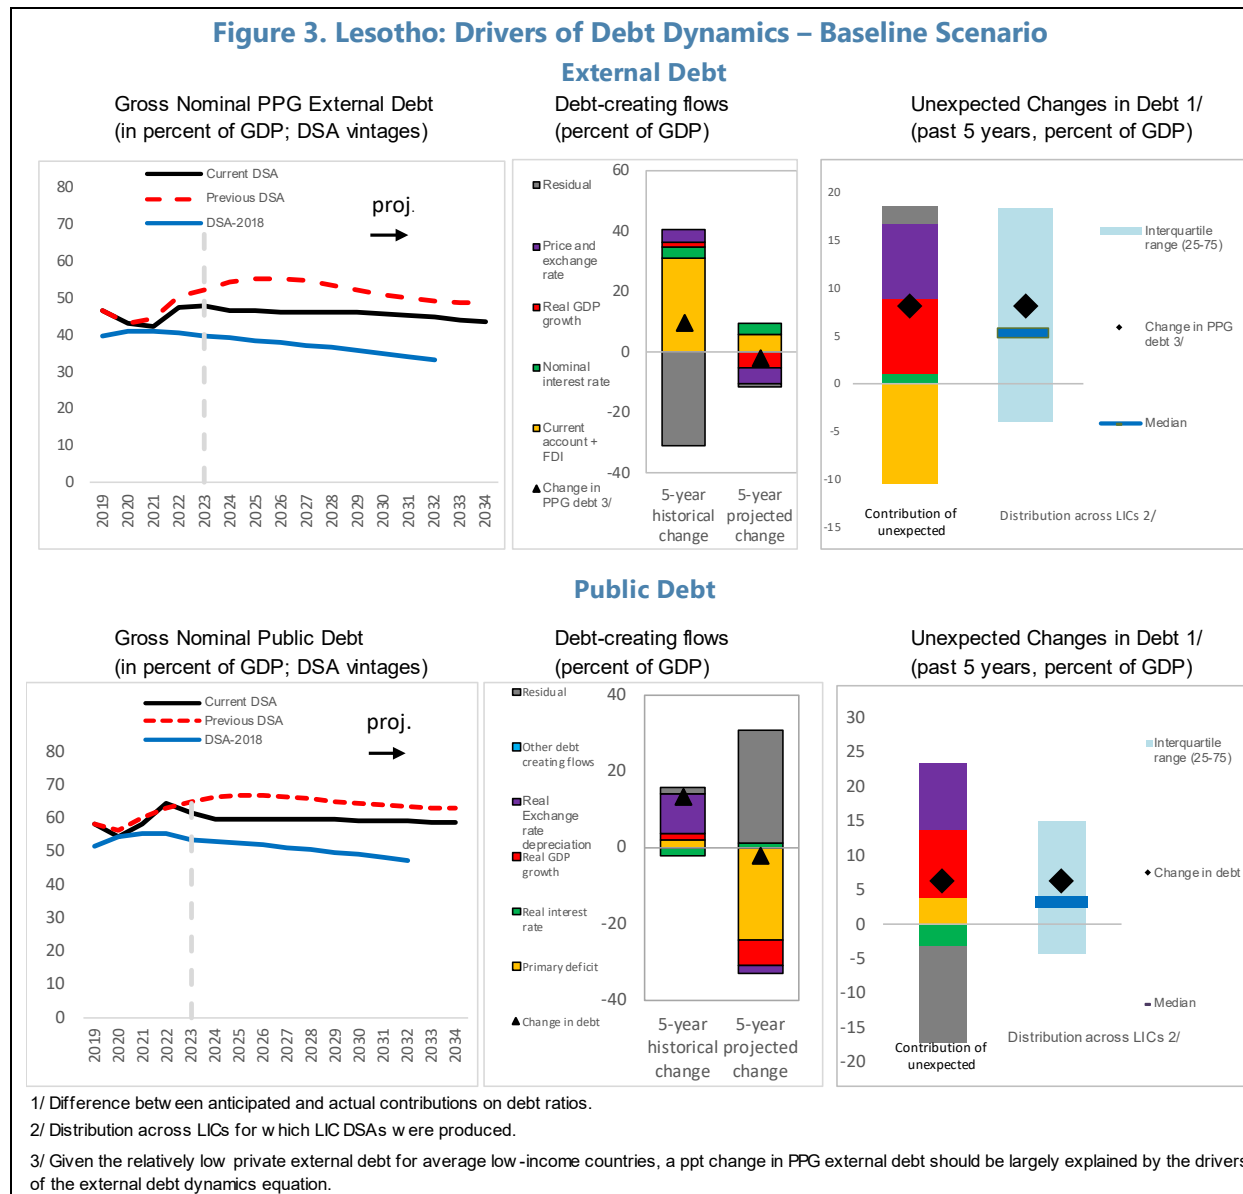 Figure 3. Lesotho: Drivers of Debt Dynamics – Baseline Scenario
External Debt
Gross Nominal PPG External Debt
(in percent of GDP; DSA vintages)
Current DSA
Previous DSA
DSA-2018
proj.
80
70
60
50
40
30
20
10
0
2019
2020
2021
2022
2023
2024
2025
2026
2027
2028
2029
2030
2031
2032
2033
2034
Debt-creating flows
(percent of GDP)
Residual
Price and
exchange rate
Real GDP
growth
Nominal
interest rate
Current
account +
FDI
Change in
PPG debt 3/
60
40
20
0
-20
-40
5-year
historical
change
5-year
projected
change
Unexpected Changes in Debt 1/
(past 5 years, percent of GDP)
20
15
10
5
0
-5
-10
-15
Contribution of
unexpected
Distribution across LICs 2/
Interquartile
range (25-75)
Change in PPG
debt 3/
Median
Public Debt
Gross Nominal Public Debt
(in percent of GDP; DSA vintages)
Current DSA
Previous DSA
DSA-2018
proj.
80
70
60
50
40
30
20
10
0
2019
2020
2021
2022
2023
2024
2025
2026
2027
2028
2029
2030
2031
2032
2033
2034
Debt-creating flows
(percent of GDP)
Residual
Other debt
creating flows
Real
Exchange
rate
depreciation
Real GDP
growth
Real interest
rate
Primary deficit
Change in debt
40
20
0
-20
-40
5-year
historical
change
5-year
projected
change
Unexpected Changes in Debt 1/
(past 5 years, percent of GDP)
30
25
20
15
10
5
0
-5
-10
-15
-20
Contribution of
unexpected
Distribution across LICs 2/
Interquartile
range (25-75)
Change in debt
Median
1/ Difference between anticipated and actual contributions on debt ratios.
2/ Distribution across LICs for which LIC DSAs were produced.
3/ Given the relatively low private external debt for average low-income countries, a ppt change in PPG external debt should be largely explained by the drivers
of the external debt dynamics equation.